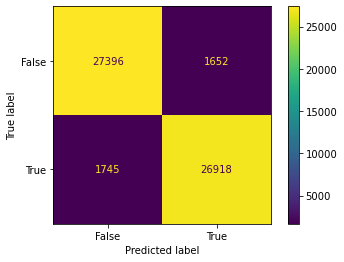 False
27396
1652
True
1745
26918
False
True
Predicted label
True label
25000
20000
15000
10000
5000